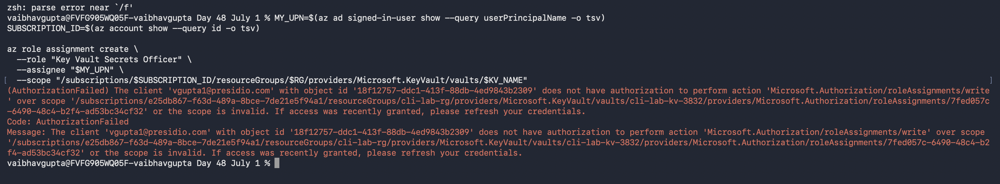 zsh: parse error near `/f'
vaibhavgupta@FVFG905WQ05F-vaibhavgupta Day 48 July 1 % MY_UPN=$(az ad signed-in-user show --query userPrincipalName -o tsv)
SUBSCRIPTION_ID=$(az account show --query id -o tsv)
az role assignment create \
  --role "Key Vault Secrets Officer" \
  --assignee "$MY_UPN" \
[ --scope "/subscriptions/$SUBSCRIPTION_ID/resourceGroups/$RG/providers/Microsoft.KeyVault/vaults/$KV_NAME" ]
(AuthorizationFailed) The client 'vgupta1@presidio.com' with object id '18f12757-ddc1-413f-88db-4ed9843b2309' does not have authorization to perform action 'Microsoft.Authorization/roleAssignments/write
' over scope '/subscriptions/e25db867-f63d-489a-8bce-7de21e5f94a1/resourceGroups/cli-lab-rg/providers/Microsoft.KeyVault/vaults/cli-lab-kv-3832/providers/Microsoft.Authorization/roleAssignments/7fed057c
-6490-48c4-b2f4-ad53bc34cf32' or the scope is invalid. If access was recently granted, please refresh your credentials.
Code: AuthorizationFailed
Message: The client 'vgupta1@presidio.com' with object id '18f12757-ddc1-413f-88db-4ed9843b2309' does not have authorization to perform action 'Microsoft.Authorization/roleAssignments/write' over scope
'/subscriptions/e25db867-f63d-489a-8bce-7de21e5f94a1/resourceGroups/cli-lab-rg/providers/Microsoft.KeyVault/vaults/cli-lab-kv-3832/providers/Microsoft.Authorization/roleAssignments/7fed057c-6490-48c4-b2
f4-ad53bc34cf32' or the scope is invalid. If access was recently granted, please refresh your credentials.
vaibhavgupta@FVFG905WQ05F-vaibhavgupta Day 48 July 1 %